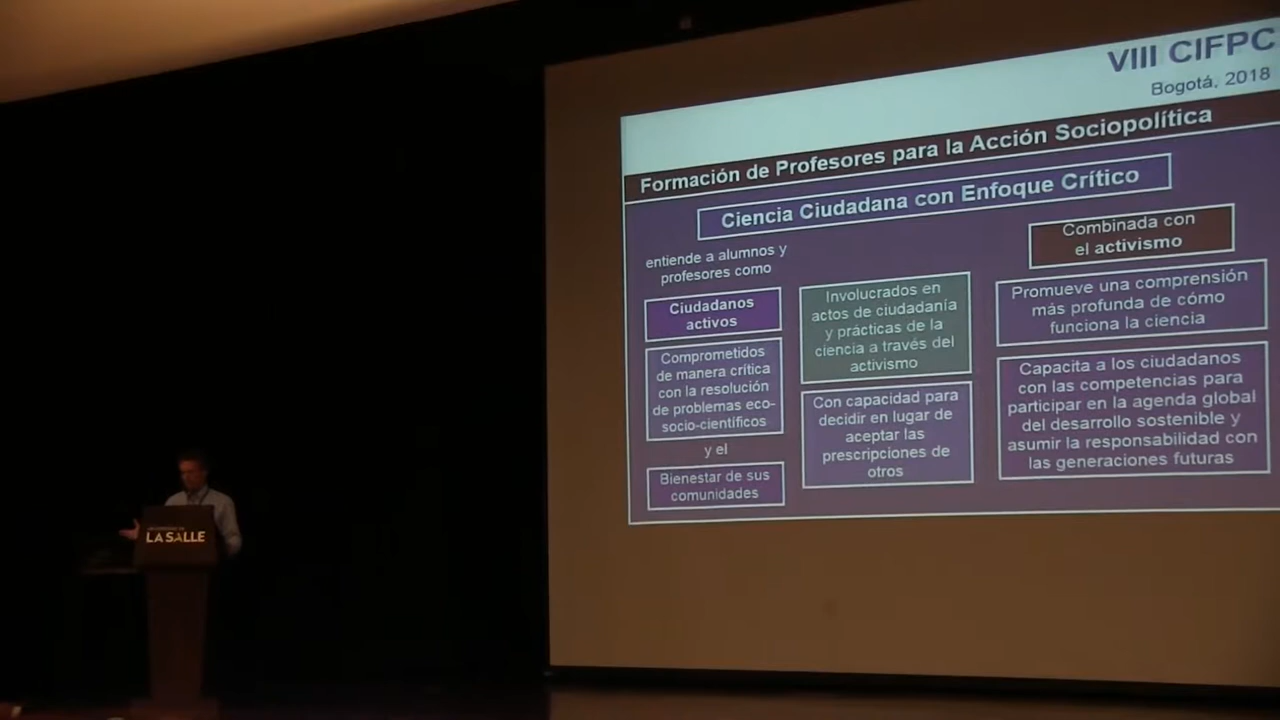 VIII CIFPC
Bogotá, 2018
Formación de Profesores para la Acción Sociopolítica
Ciencia Ciudadana con Enfoque Crítico
entiende a alumnos y
profesores como
Ciudadanos
activos
Comprometidos
de manera crítica
con la resolución
de problemas eco-
socio-científicos
y el
Bienestar de sus
comunidades
Involucrados en
actos de ciudadanía
y prácticas de la
ciencia a través del
activismo
Con capacidad para
decidir en lugar de
aceptar las
prescripciones de
otros
Combinada con
el activismo
Promueve una comprensión
más profunda de cómo
funciona la ciencia
Capacita a los ciudadanos
con las competencias para
participar en la agenda global
del desarrollo sostenible y
asumir la responsabilidad con
las generaciones futuras
LA SALLE